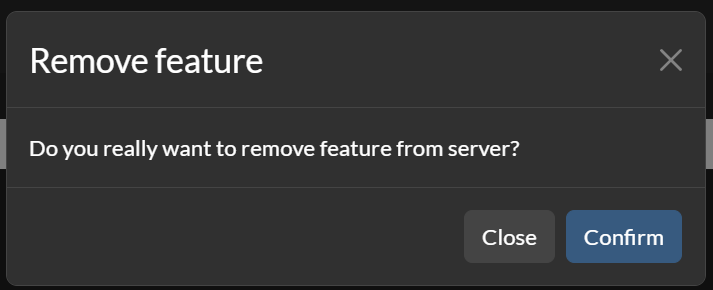 Remove feature
Do you really want to remove feature from server?
Close
Confirm